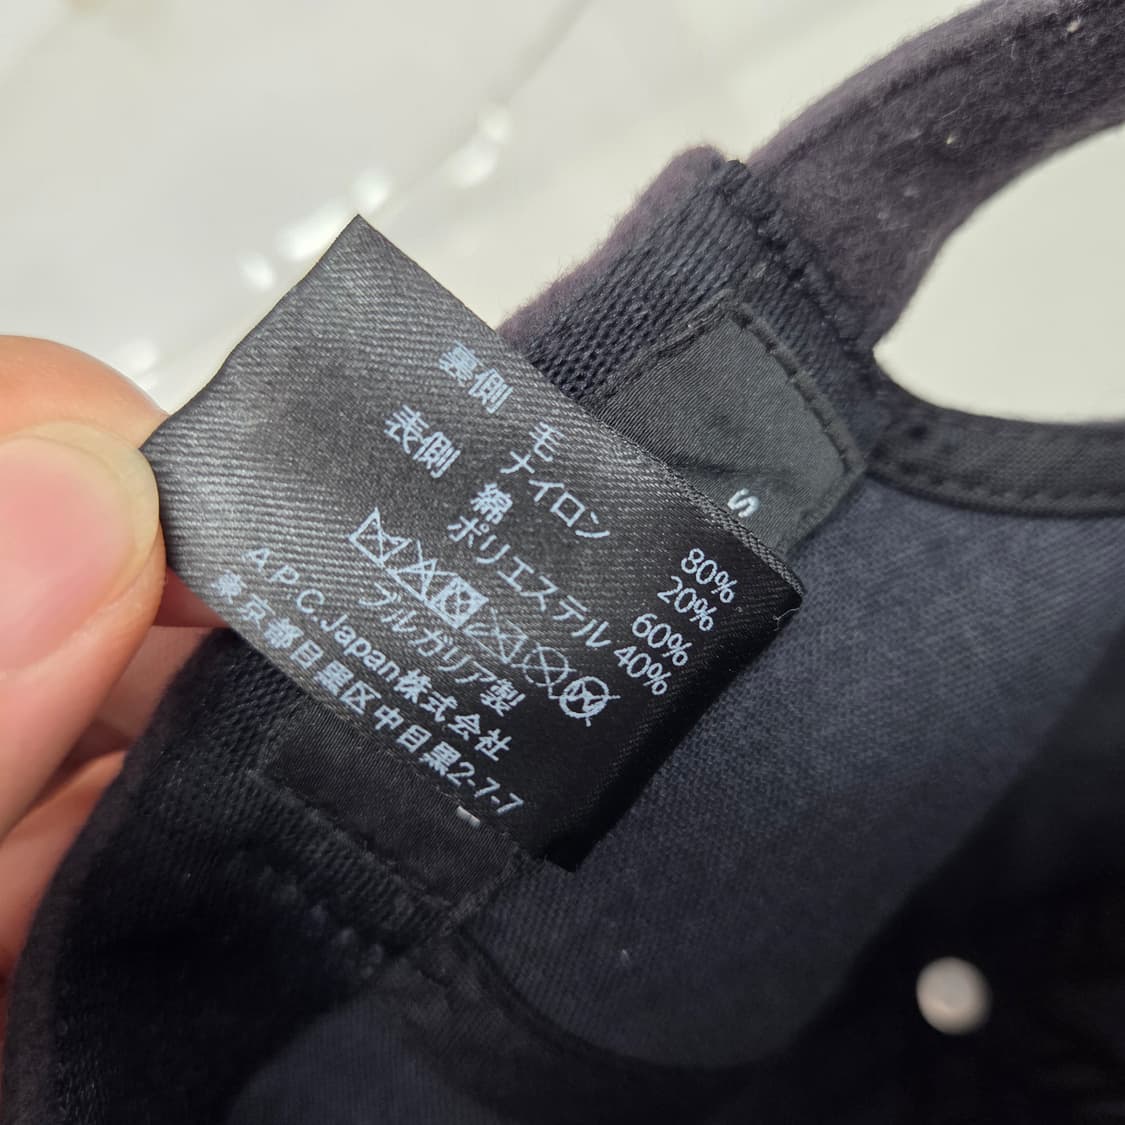 裏側 毛 80%
ナイロン 20%
表側 綿 60%
ポリエステル 40%
ブルガリア製
A.P.C.Japan株式会社
東京都目黒区中目黒2-7-7
S